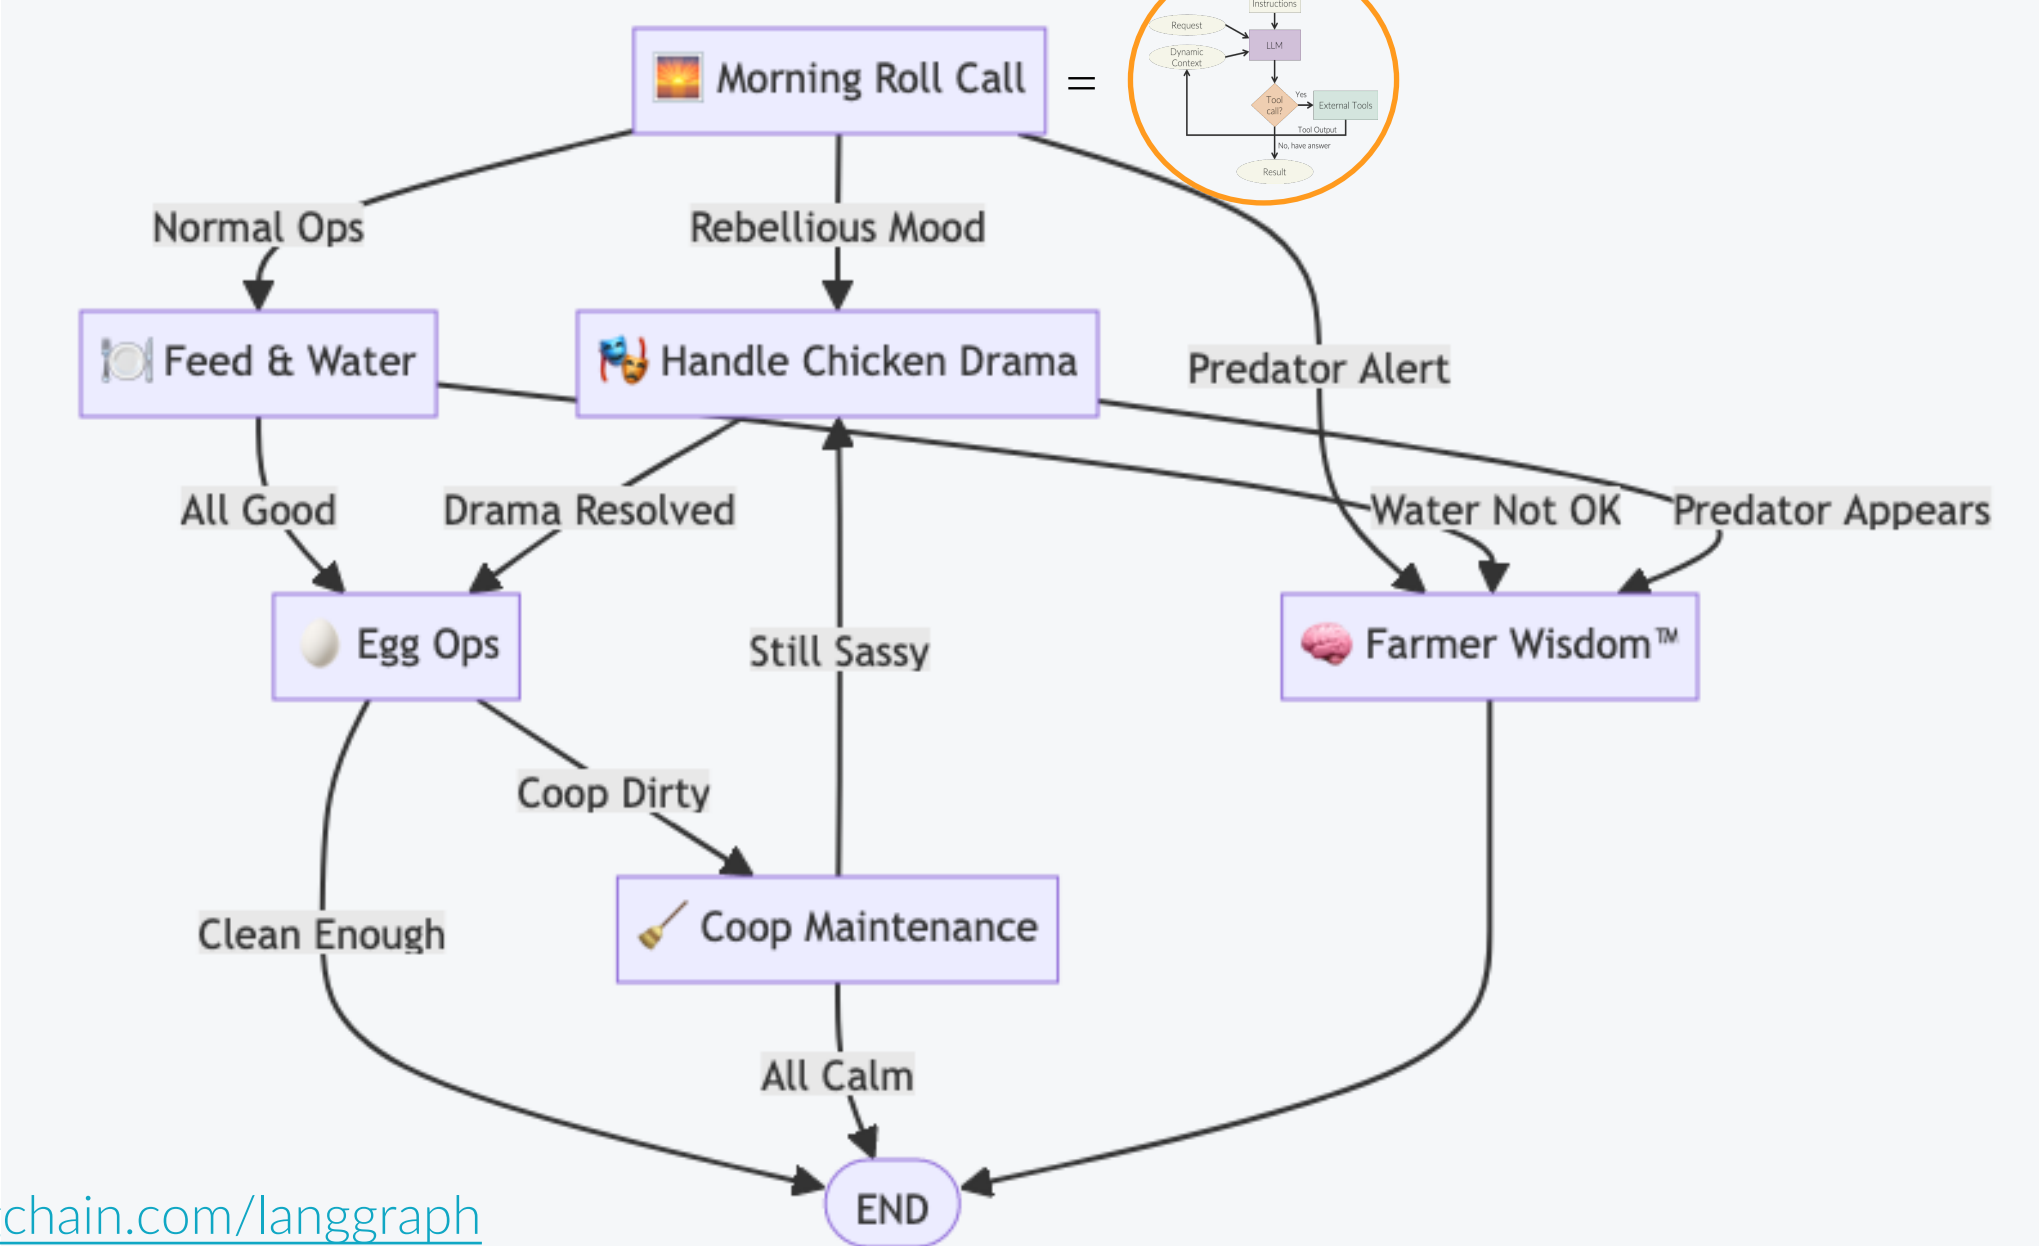 Instructions
Request
LLM
Dynamic
Context
Morning Roll Call
=
Tool
call?
Yes
External Tools
Tool Output
No, have answer
Result
Normal Ops
Rebellious Mood
Feed & Water
Handle Chicken Drama
Predator Alert
All Good
Drama Resolved
Water Not OK
Predator Appears
Egg Ops
Still Sassy
Farmer Wisdom™
Coop Dirty
Clean Enough
Coop Maintenance
All Calm
END
chain.com/langgraph